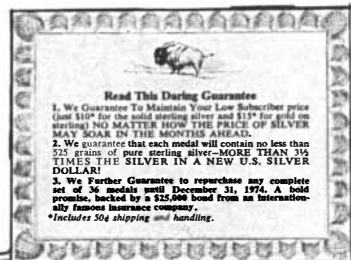 Read This Daring Guarantee
1. We Guarantee To Maintain Your Low Subscriber price
(just $10* for the solid sterling silver and $15* for gold on
sterling) NO MATTER HOW THE PRICE OF SILVER
MAY SOAR IN THE MONTHS AHEAD.
2. We guarantee that each medal will contain no less than
525 grains of pure sterling silver—MORE THAN 3½
TIMES THE SILVER IN A NEW U.S. SILVER
DOLLAR!
3. We Further Guarantee to repurchase any complete
set of 36 medals until December 31, 1974. A bold
promise, backed by a $25,000 bond from an internation-
ally famous insurance company.
*Includes 50¢ shipping and handling.